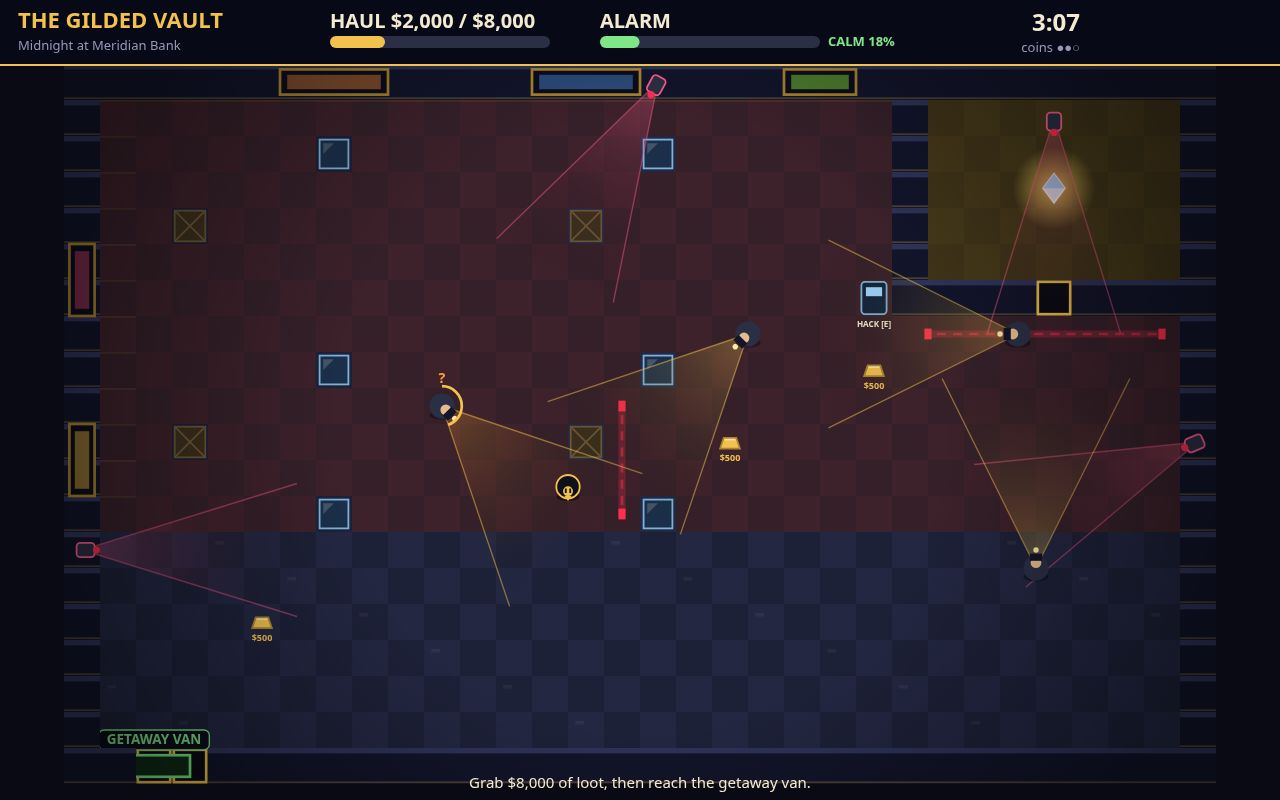 THE GILDED VAULT
Midnight at Meridian Bank
HAUL $2,000 / $8,000
ALARM
CALM 18%
3:07
coins
HACK [E]
?
$500
$500
$500
GETAWAY VAN
Grab $8,000 of loot, then reach the getaway van.